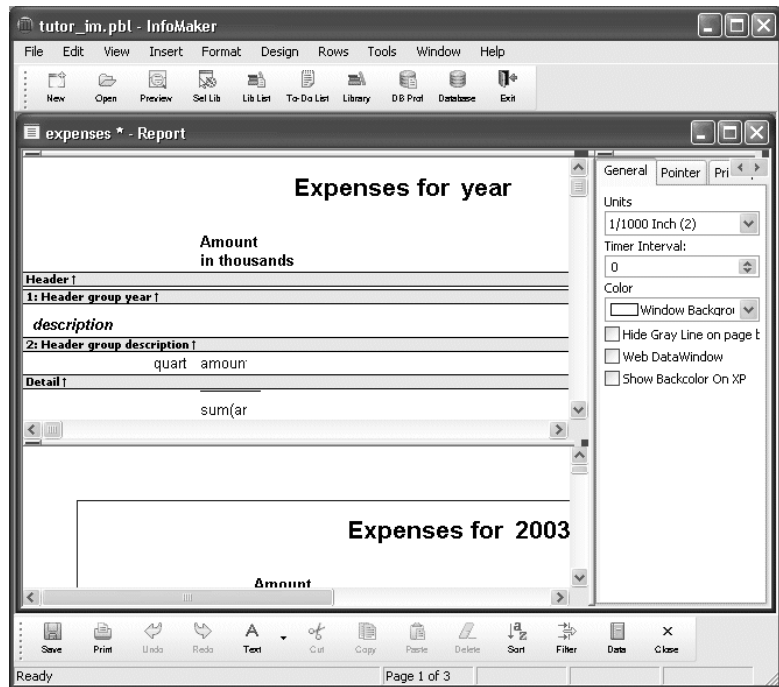 tutor_im.pbl - InfoMaker
File Edit View Insert Format Design Rows Tools Window Help
New Open Preview Sel Lib Lib List To-Do List Library DB Prof Database Exit
expenses * - Report
Expenses for year
Amount
in thousands
Header ↑
1: Header group year ↑
description
2: Header group description ↑
quart amoun
Detail ↑
sum(ar
General Pointer Pri
Units
1/1000 Inch (2)
Timer Interval:
0
Color
Window Backgrou
Hide Gray Line on page b
Web DataWindow
Show Backcolor On XP
Expenses for 2003
Amount
Save Print Undo Redo Text Cut Copy Paste Delete Sort Filter Data Close
Ready Page 1 of 3